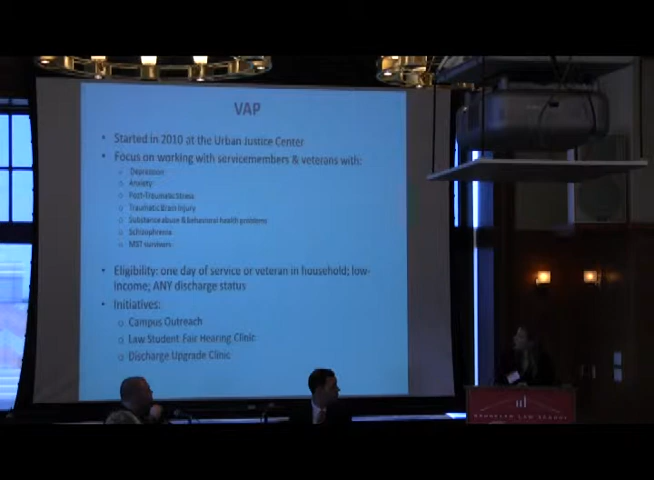 VAP
• Started in 2010 at the Urban Justice Center
• Focus on working with servicemembers & veterans with:
o Depression
o Anxiety
o Post-Traumatic Stress
o Traumatic Brain Injury
o Substance abuse & behavioral health problems
o Schizophrenia
o MST survivors
• Eligibility: one day of service or veteran in household; low-
income; ANY discharge status
• Initiatives:
o Campus Outreach
o Law Student Fair Hearing Clinic
o Discharge Upgrade Clinic
BROOKLYN LAW SCHOOL